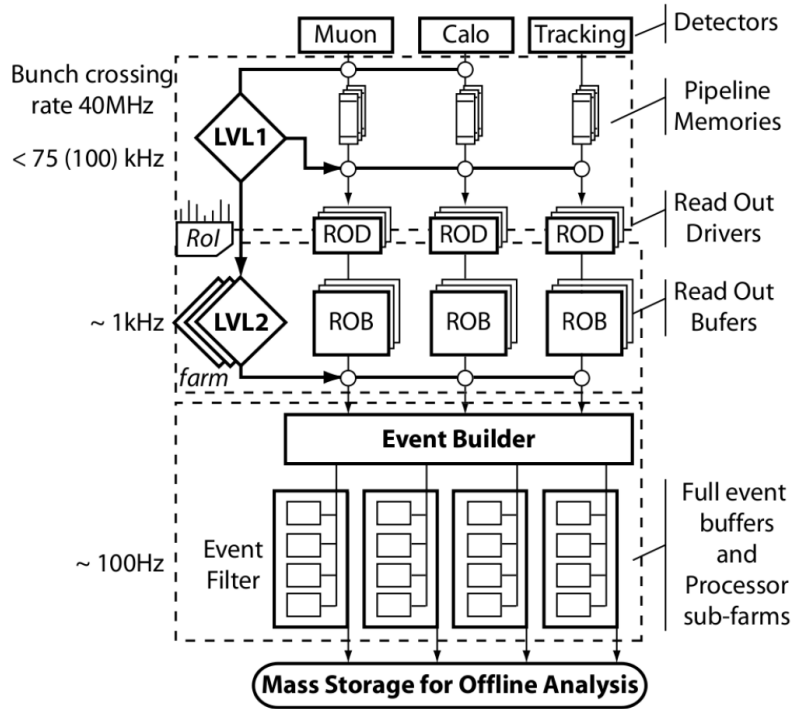 Muon
Calo
Tracking
Detectors
Bunch crossing
rate 40MHz
LVL1
Pipeline
Memories
< 75 (100) kHz
RoI
ROD
ROD
ROD
Read Out
Drivers
~ 1kHz
LVL2
farm
ROB
ROB
ROB
Read Out
Bufers
Event Builder
~ 100Hz
Event
Filter
Full event
buffers
and
Processor
sub-farms
Mass Storage for Offline Analysis